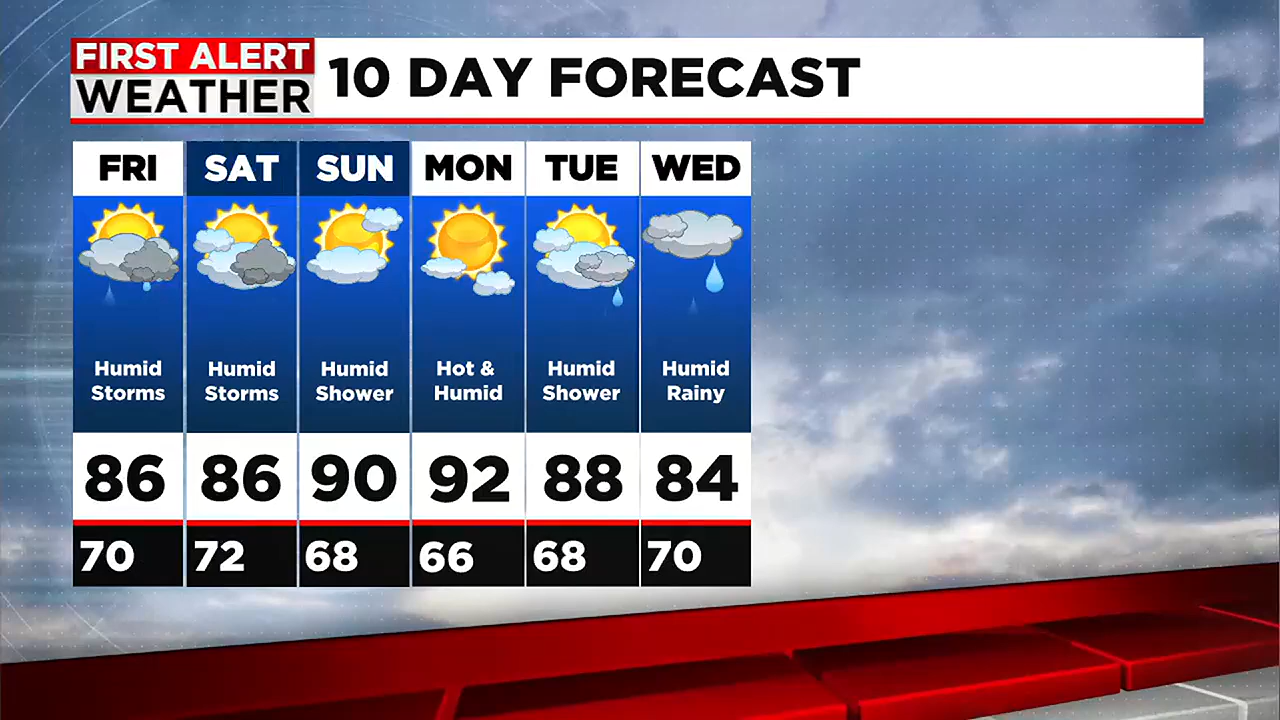 FIRST ALERT
WEATHER
10 DAY FORECAST
FRI SAT SUN MON TUE WED
Humid Humid Humid Hot & Humid Humid
Storms Storms Shower Humid Shower Rainy
86 86 90 92 88 84
70 72 68 66 68 70